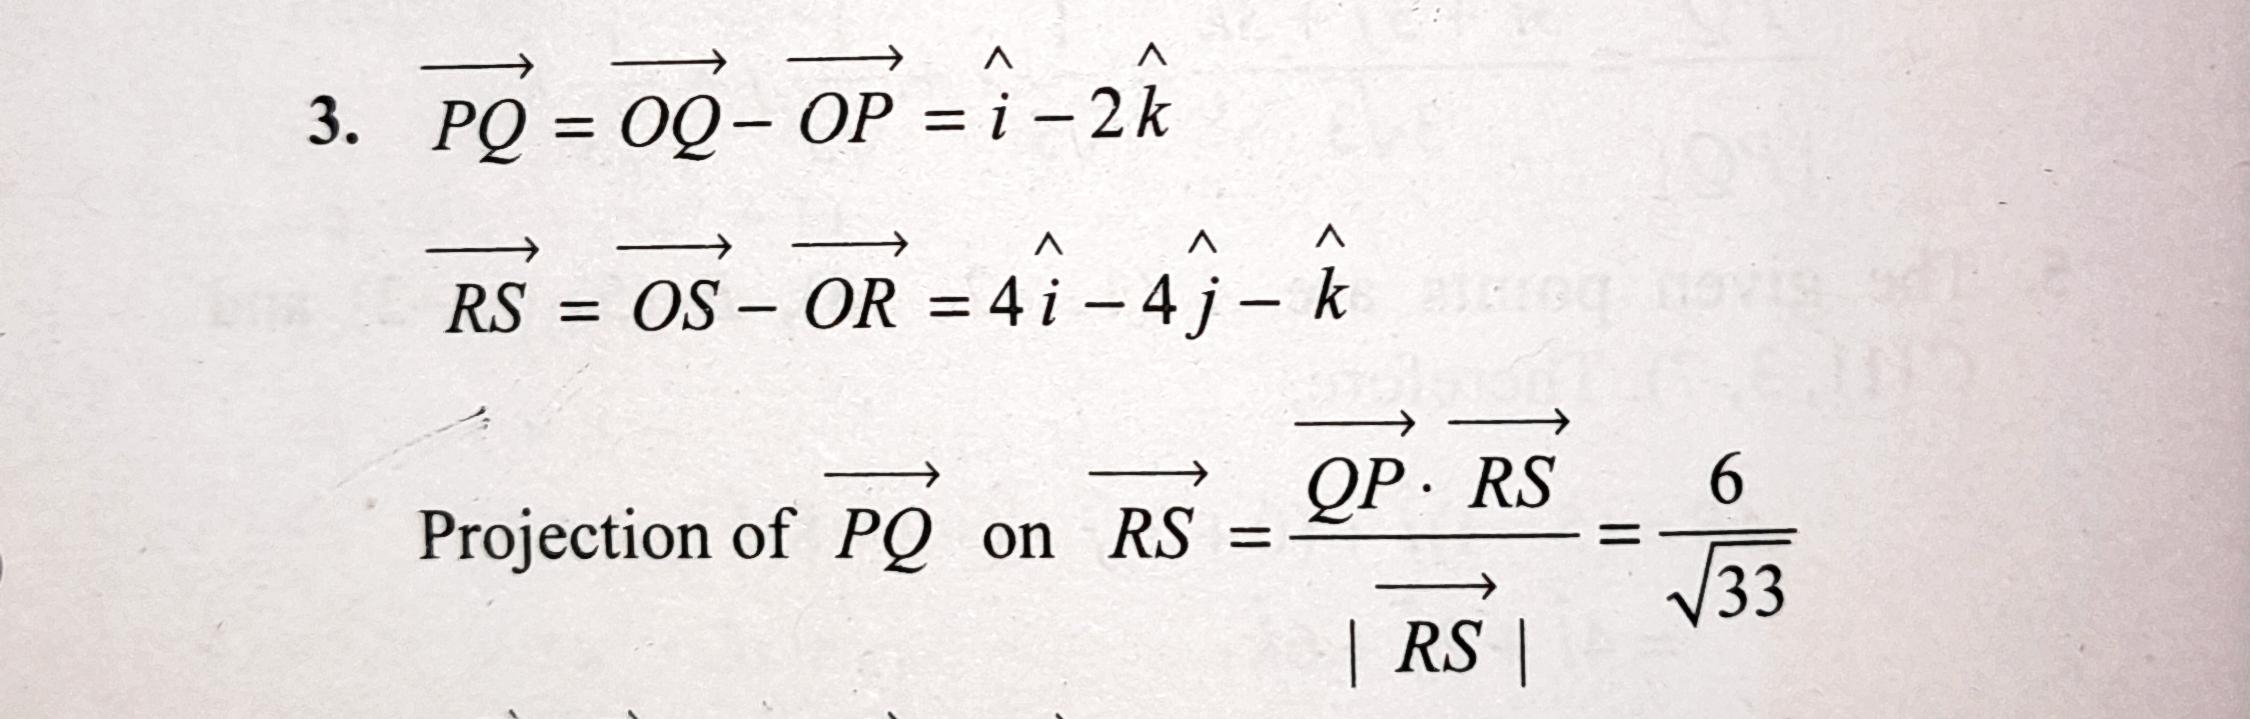 3. \overrightarrow{PQ} = \overrightarrow{OQ} - \overrightarrow{OP} = \hat{i} - 2\hat{k}
\overrightarrow{RS} = \overrightarrow{OS} - \overrightarrow{OR} = 4\hat{i} - 4\hat{j} - \hat{k}
Projection of \overrightarrow{PQ} on \overrightarrow{RS} = \frac{\overrightarrow{QP} \cdot \overrightarrow{RS}}{|\overrightarrow{RS}|} = \frac{6}{\sqrt{33}}